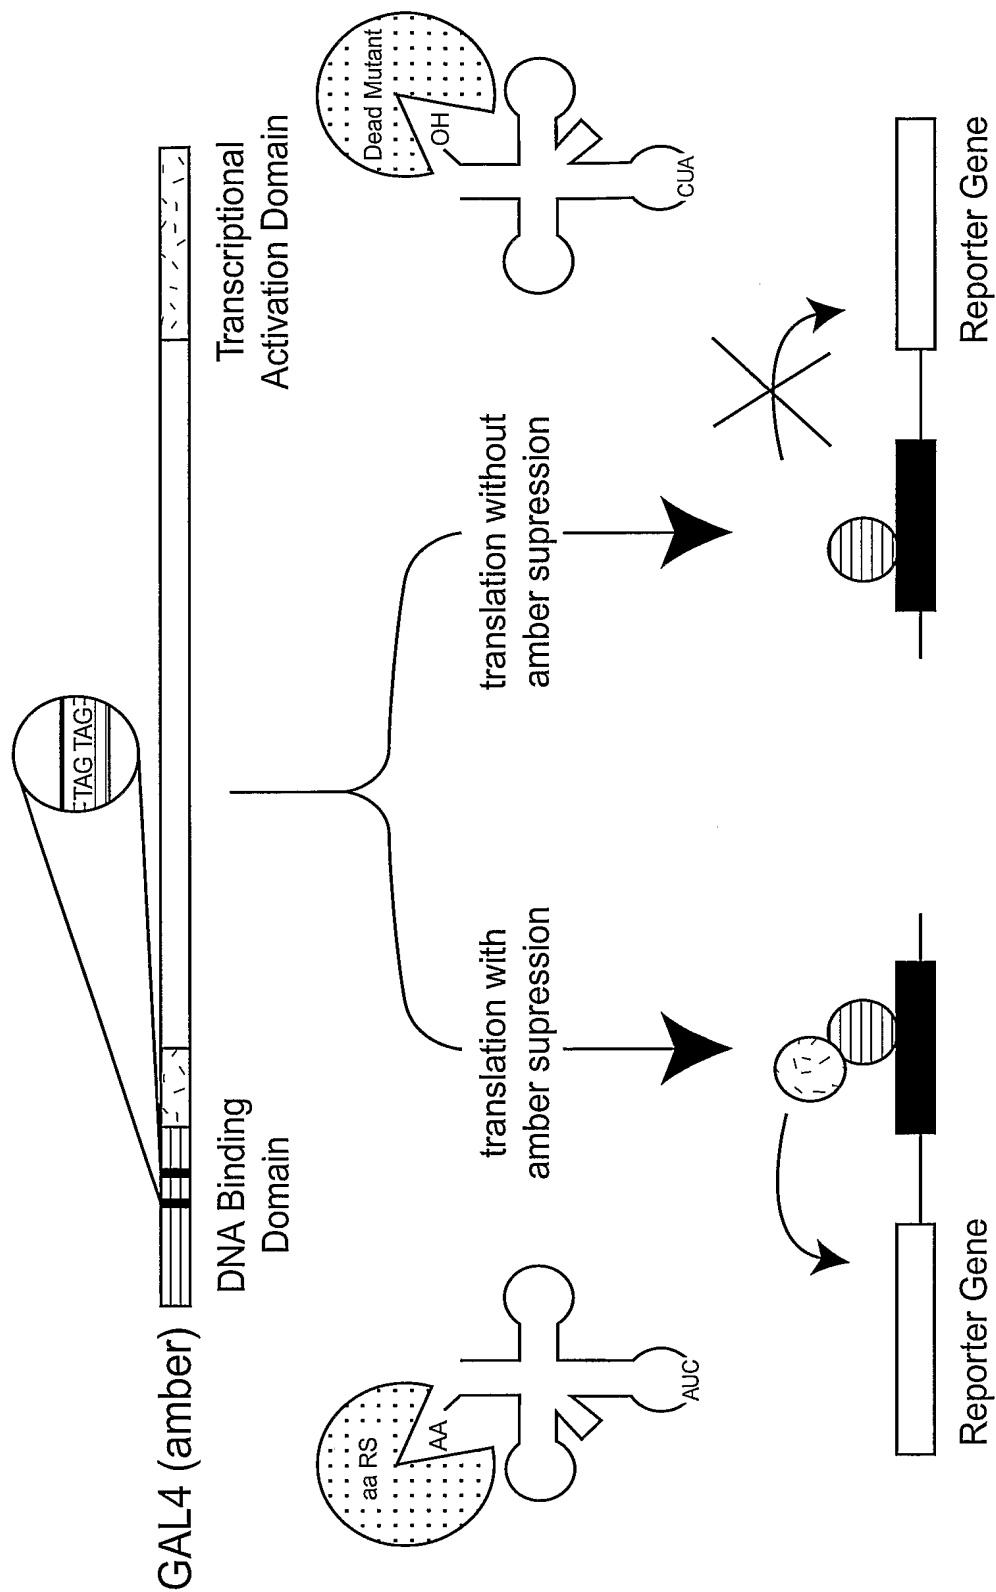 TAG TAG
GAL4 (amber)
DNA Binding
Domain
Transcriptional
Activation Domain
aa RS
AA
AUC
translation with
amber supression
translation without
amber supression
Dead Mutant
OH
CUA
Reporter Gene
Reporter Gene